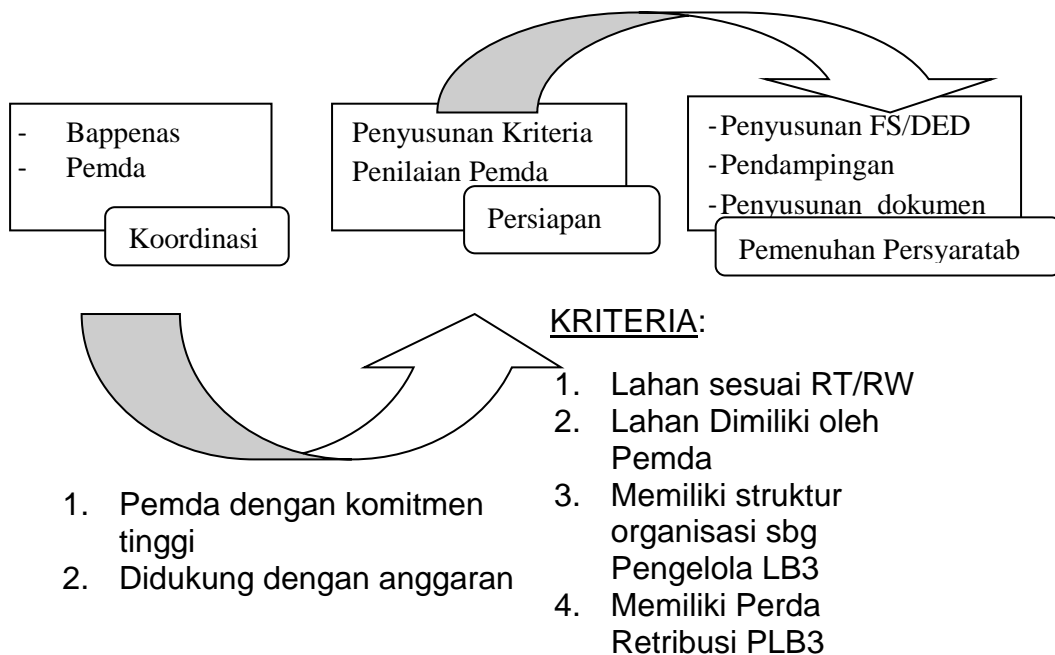 - Bappenas
- Pemda
Koordinasi
Penyusunan Kriteria
Penilaian Pemda
Persiapan
-Penyusunan FS/DED
-Pendampingan
-Penyusunan dokumen
Pemenuhan Persyaratab
1. Pemda dengan komitmen
tinggi
2. Didukung dengan anggaran
KRITERIA:
1. Lahan sesuai RT/RW
2. Lahan Dimiliki oleh
Pemda
3. Memiliki struktur
organisasi sbg
Pengelola LB3
4. Memiliki Perda
Retribusi PLB3